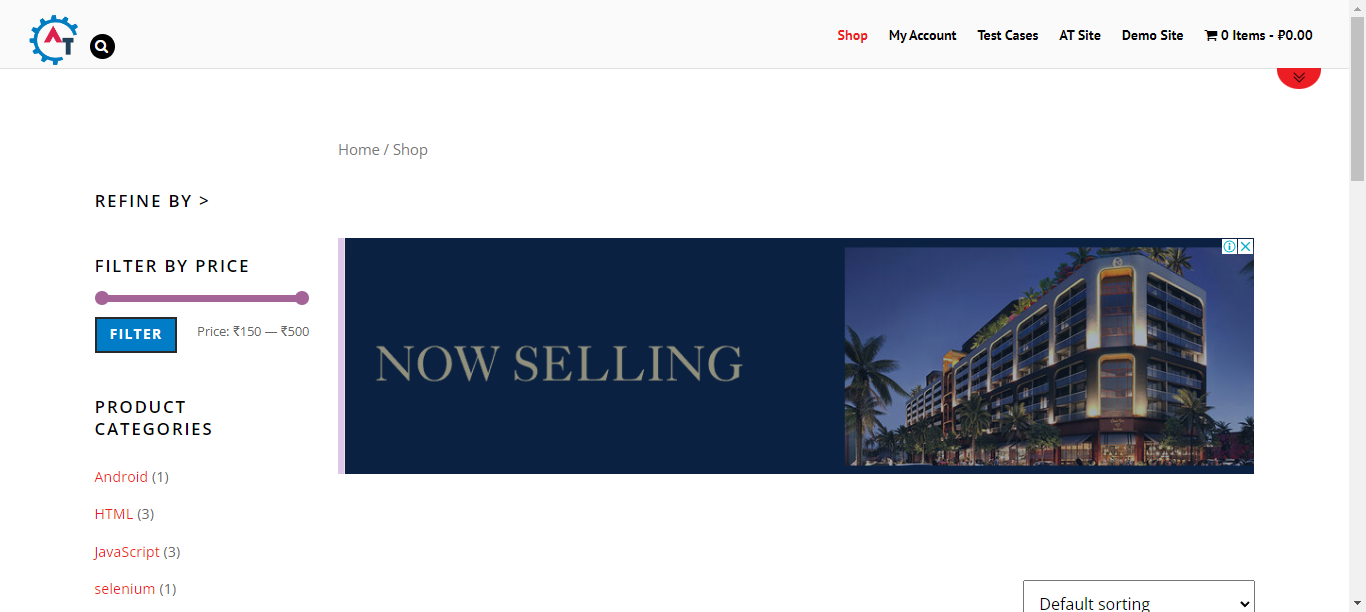 AT
Shop My Account Test Cases AT Site Demo Site 0 Items - ₽0.00
Home / Shop
REFINE BY >
FILTER BY PRICE
FILTER Price: ₹150 — ₹500
NOW SELLING
PRODUCT
CATEGORIES
Android (1)
HTML (3)
JavaScript (3)
selenium (1)
Default sorting